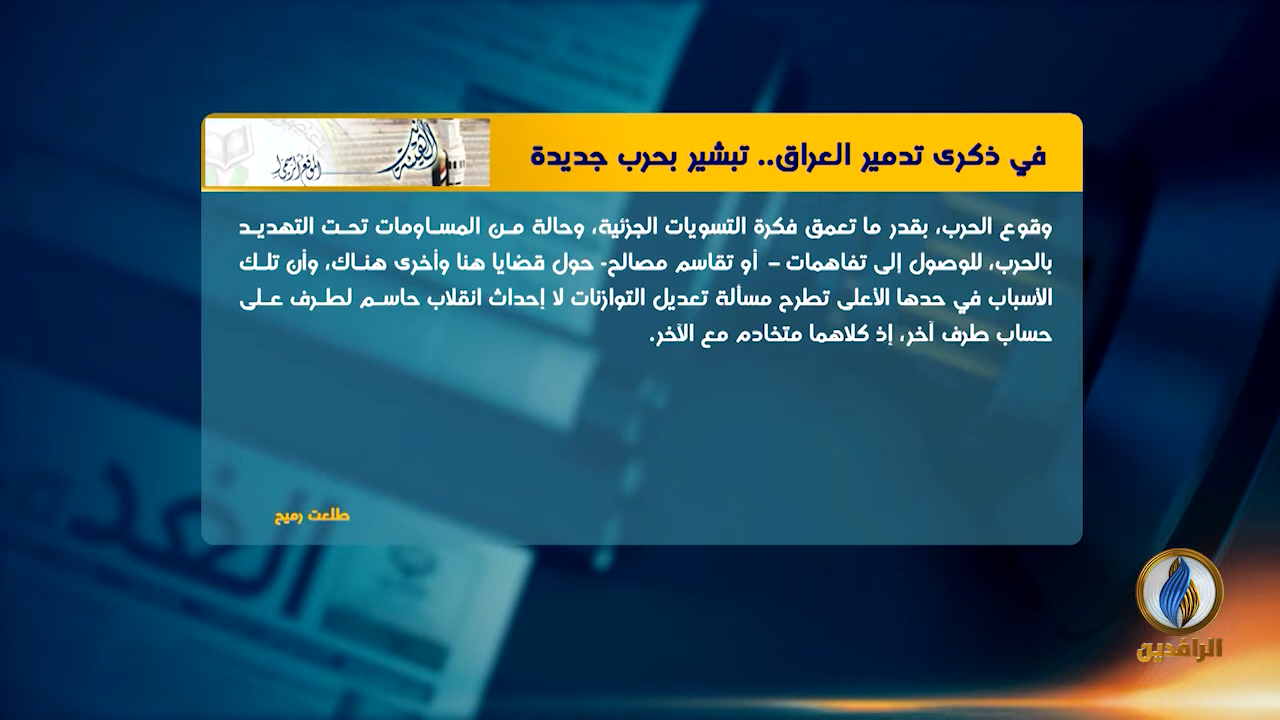 في ذكرى تدمير العراق.. تبشير بحرب جديدة
وقوع الحرب، بقدر ما تعمق فكرة التسويات الجزئية، وحالة من المساومات تحت التهديد
بالحرب، للوصول إلى تفاهمات – أو تقاسم مصالح- حول قضايا هنا وأخرى هناك، وأن تلك
الأسباب في حدها الأعلى تطرح مسألة تعديل التوازنات لا إحداث انقلاب حاسم لطرف على
حساب طرف آخر، إذ كلاهما متخادم مع الآخر.
طلعت رميح
الغد
الرافدين